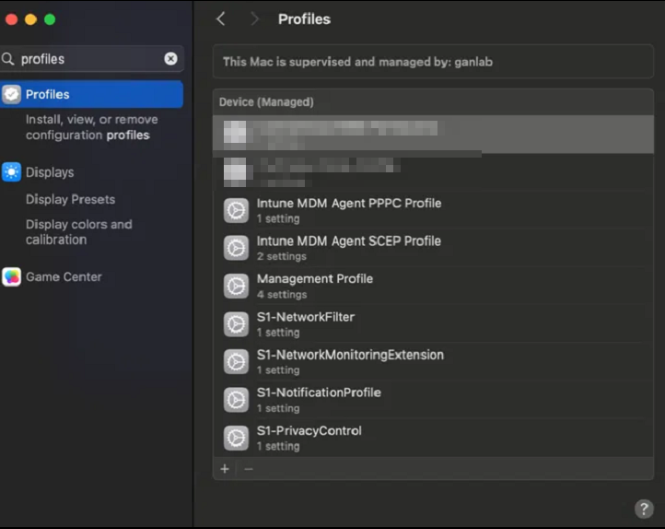 Profiles
profiles
This Mac is supervised and managed by: ganlab
Profiles
Install, view, or remove
configuration profiles
Displays
Display Presets
Display colors and
calibration
Game Center
Device (Managed)
Intune MDM Agent PPPC Profile
1 setting
Intune MDM Agent SCEP Profile
2 settings
Management Profile
4 settings
S1-NetworkFilter
1 setting
S1-NetworkMonitoringExtension
1 setting
S1-NotificationProfile
1 setting
S1-PrivacyControl
1 setting
+ −
?